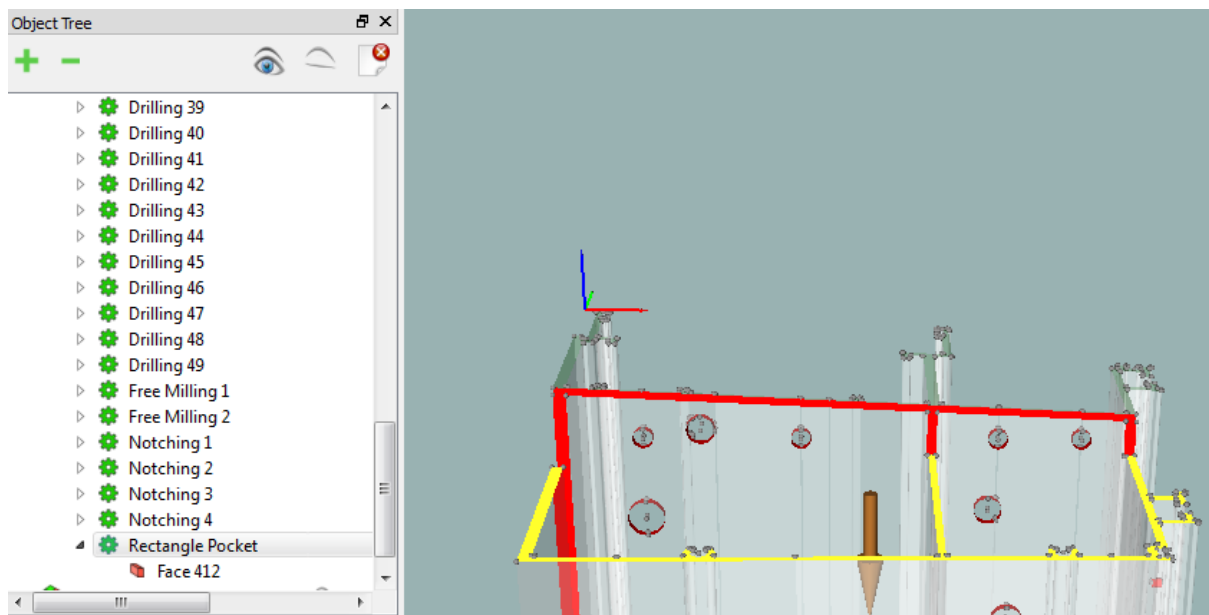 Object Tree
Drilling 39
Drilling 40
Drilling 41
Drilling 42
Drilling 43
Drilling 44
Drilling 45
Drilling 46
Drilling 47
Drilling 48
Drilling 49
Free Milling 1
Free Milling 2
Notching 1
Notching 2
Notching 3
Notching 4
Rectangle Pocket
Face 412